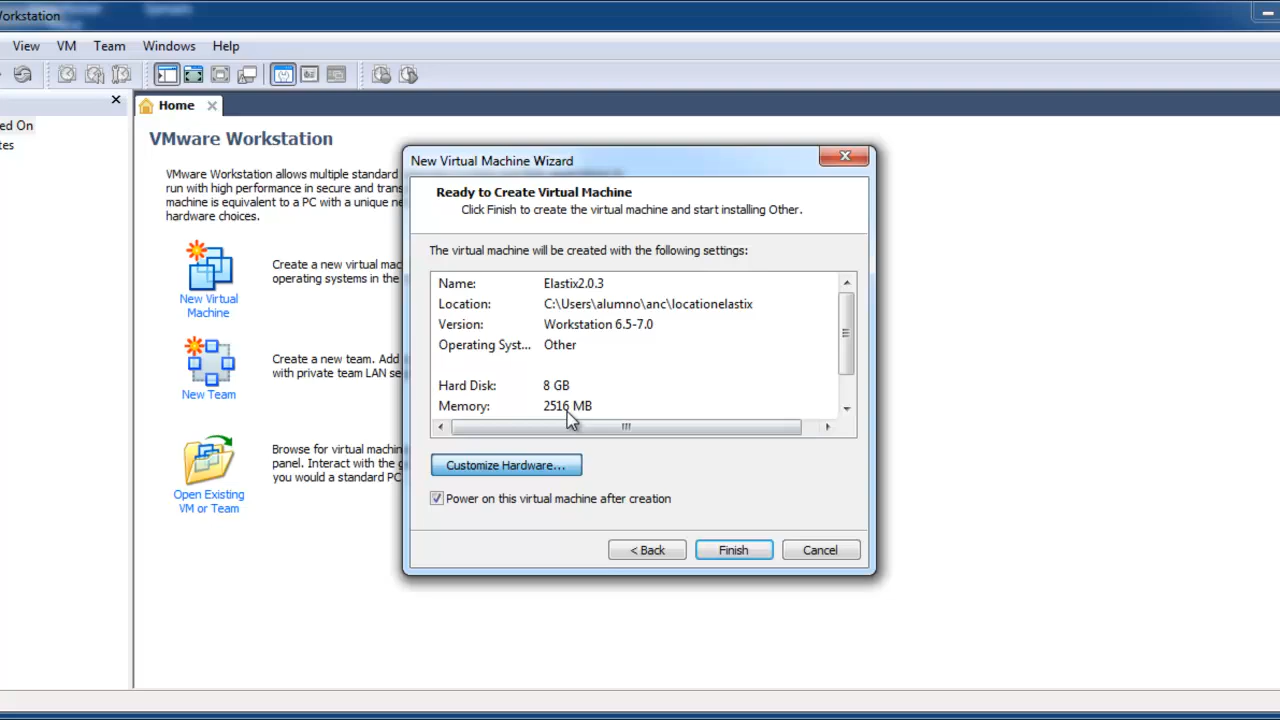 Workstation
View VM Team Windows Help
Home
ed On
tes
VMware Workstation
VMware Workstation allows multiple standard
run with high performance in secure and trans
machine is equivalent to a PC with a unique ne
hardware choices.
New Virtual
Machine
Create a new virtual mac
operating systems in the
New Team
Create a new team. Add
with private team LAN se
Open Existing
VM or Team
Browse for virtual machin
panel. Interact with the g
you would a standard PC
New Virtual Machine Wizard
Ready to Create Virtual Machine
Click Finish to create the virtual machine and start installing Other.
The virtual machine will be created with the following settings:
Name: Elastix2.0.3
Location: C:\Users\alumno\anc\locationelastix
Version: Workstation 6.5-7.0
Operating Syst... Other
Hard Disk: 8 GB
Memory: 2516 MB
Customize Hardware...
Power on this virtual machine after creation
< Back Finish Cancel